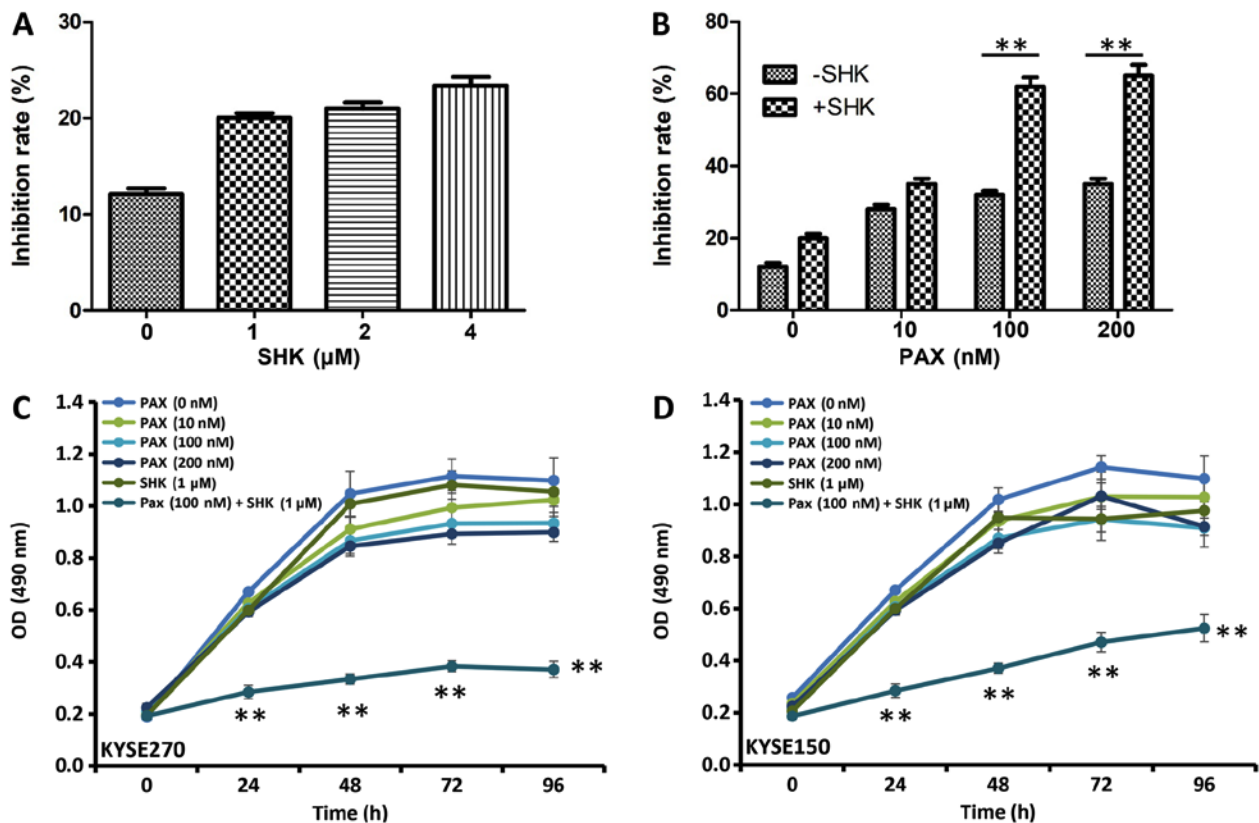 A
Inhibition rate (%)
30
20
10
0
0 1 2 4
SHK (µM)
B
Inhibition rate (%)
80
60
40
20
0
-SHK
+SHK
** **
0 10 100 200
PAX (nM)
C
OD (490 nm)
1.4
1.2
1.0
0.8
0.6
0.4
0.2
0.0
PAX (0 nM)
PAX (10 nM)
PAX (100 nM)
PAX (200 nM)
SHK (1 µM)
Pax (100 nM) + SHK (1 µM)
** ** ** **
KYSE270
0 24 48 72 96
Time (h)
D
OD (490 nm)
1.4
1.2
1.0
0.8
0.6
0.4
0.2
0.0
PAX (0 nM)
PAX (10 nM)
PAX (100 nM)
PAX (200 nM)
SHK (1 µM)
Pax (100 nM) + SHK (1 µM)
** ** ** **
KYSE150
0 24 48 72 96
Time (h)